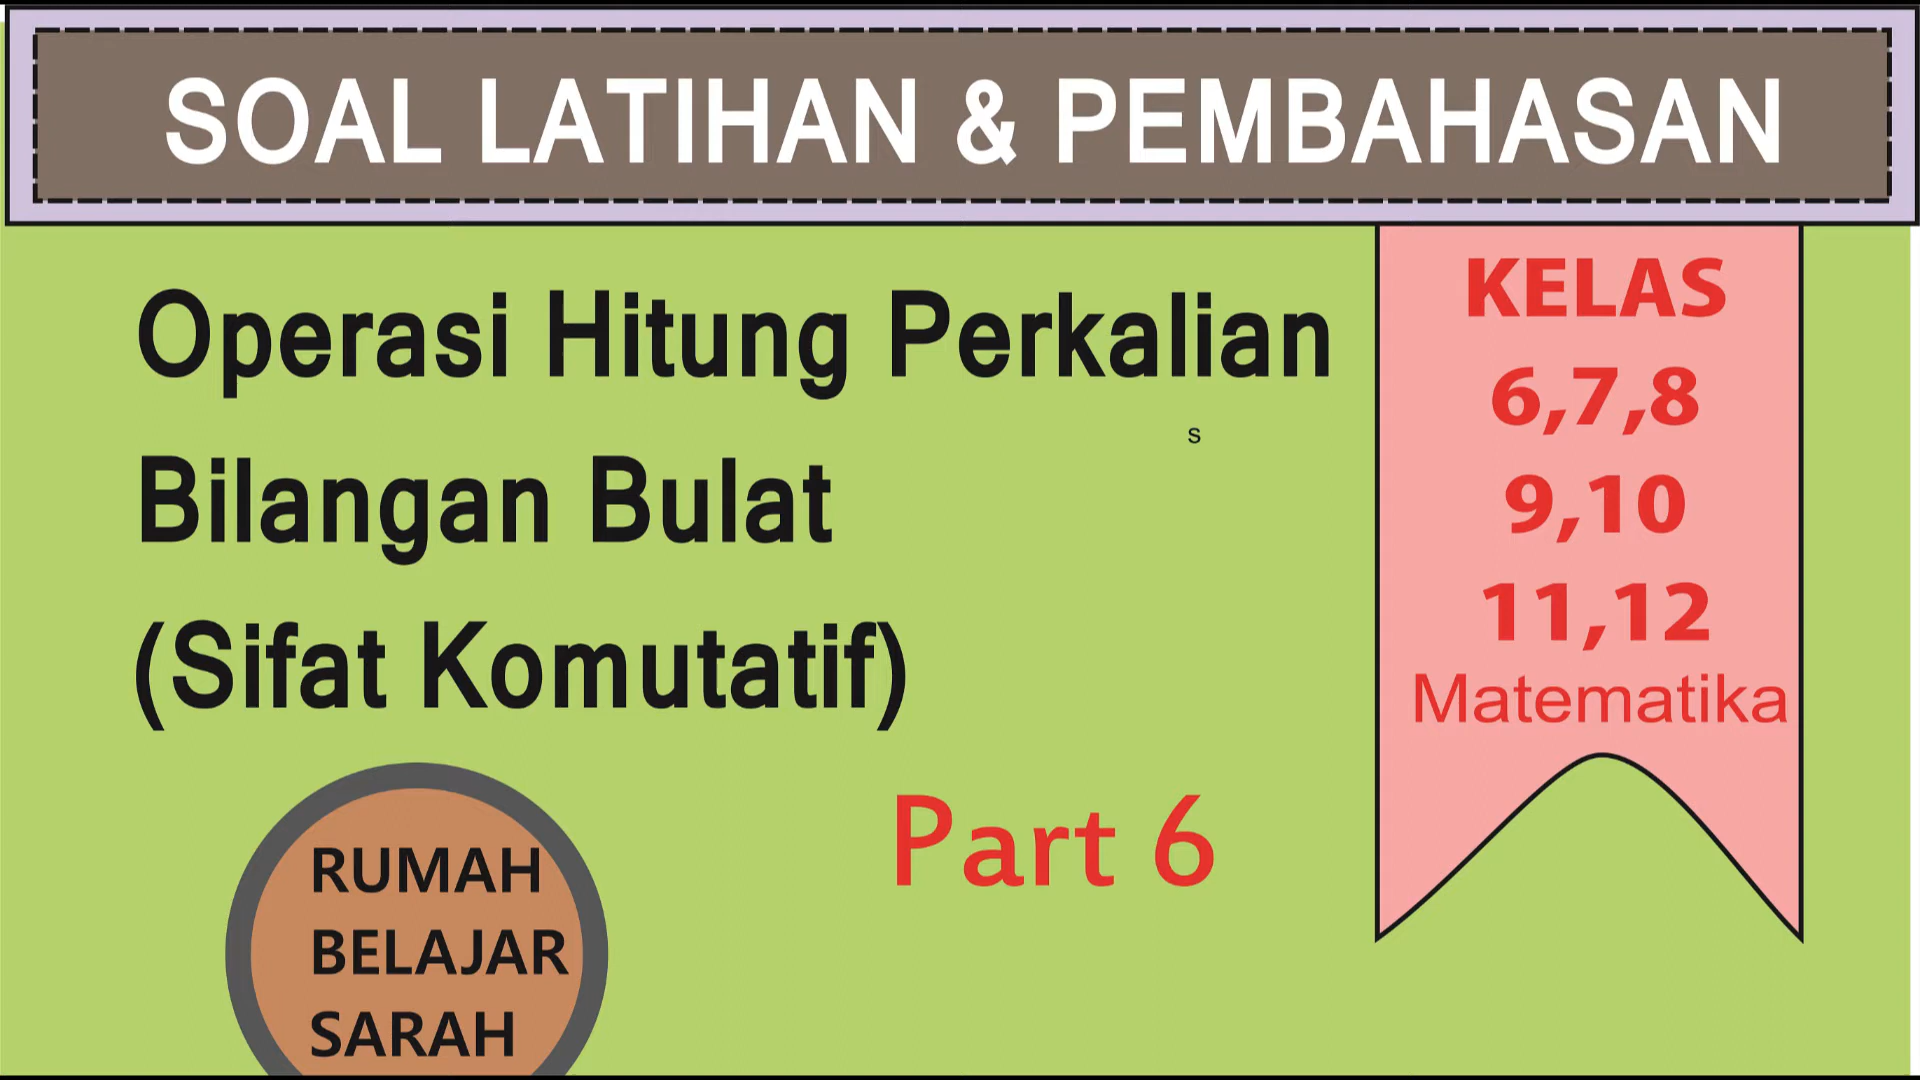 SOAL LATIHAN & PEMBAHASAN
Operasi Hitung Perkalian
s
Bilangan Bulat
(Sifat Komutatif)
Part 6
KELAS
6,7,8
9,10
11,12
Matematika
RUMAH
BELAJAR
SARAH